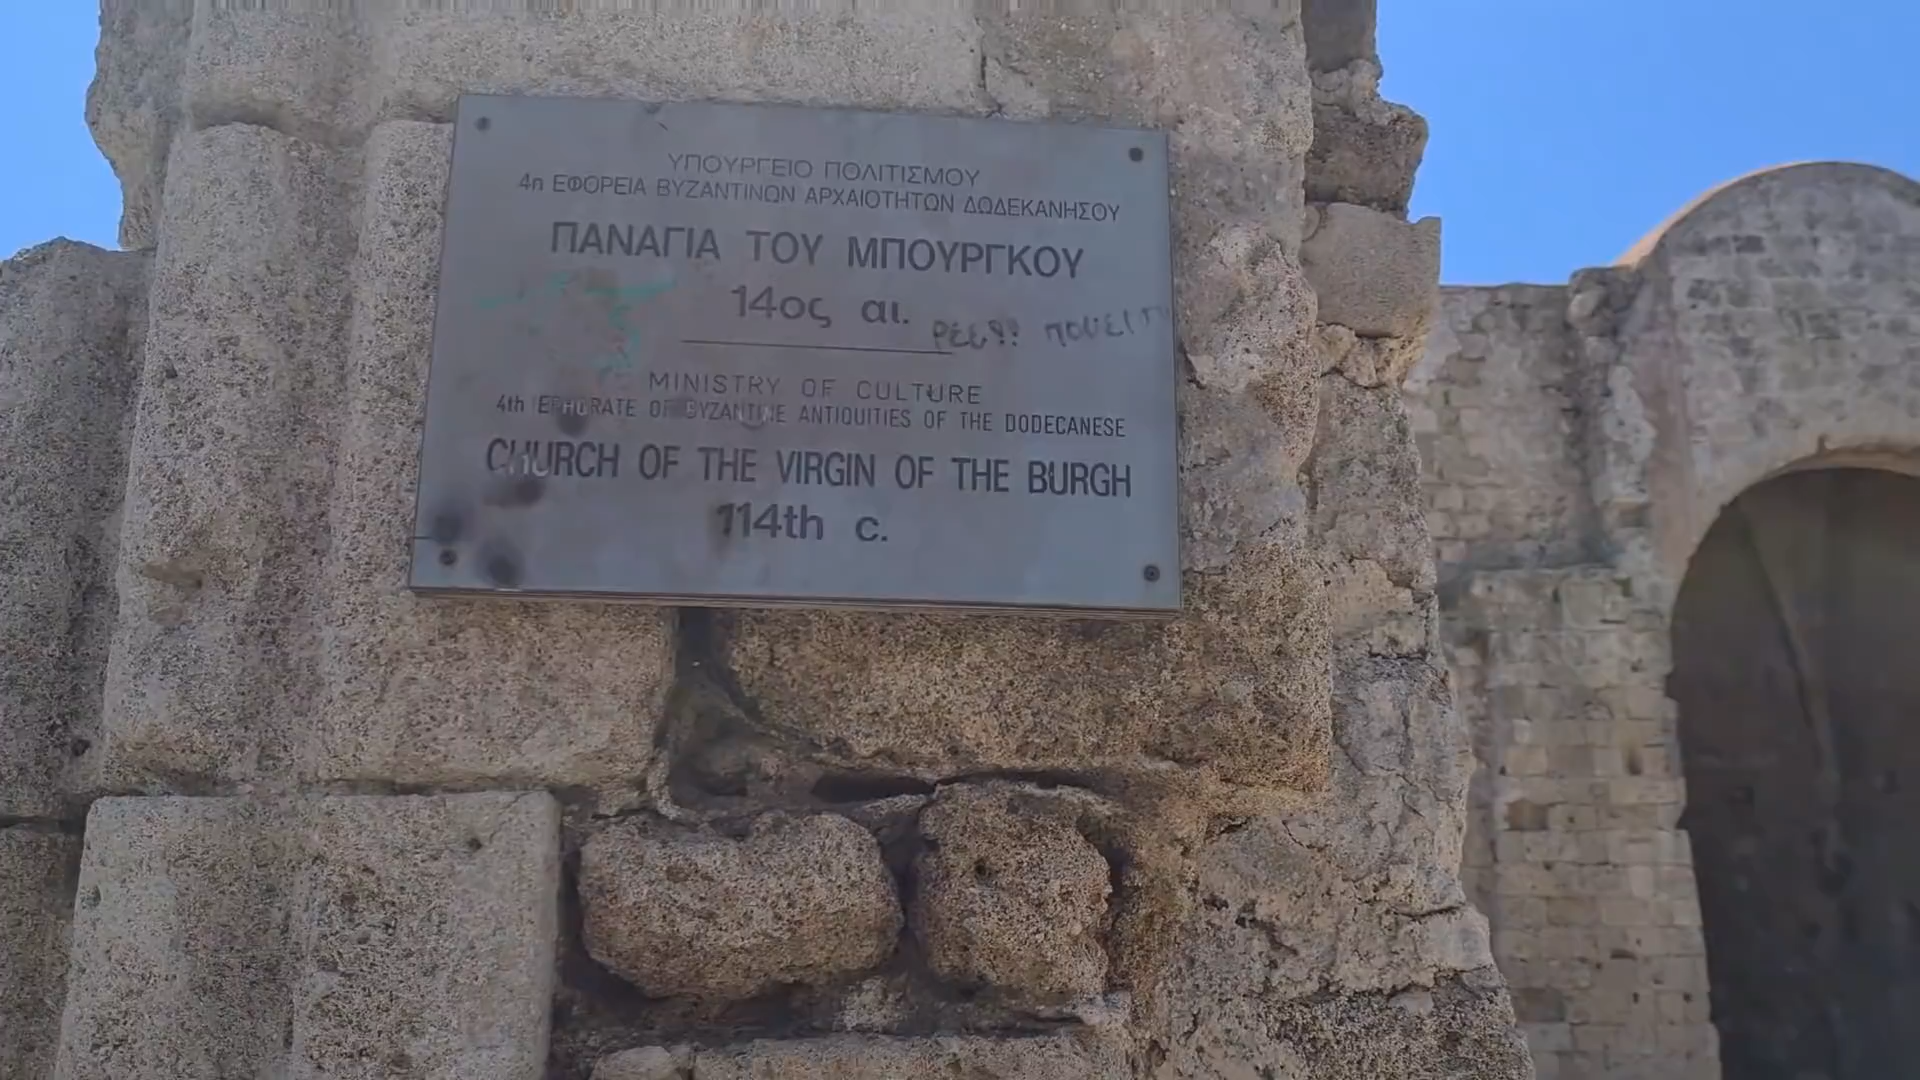 ΥΠΟΥΡΓΕΙΟ ΠΟΛΙΤΙΣΜΟΥ
4η ΕΦΟΡΕΙΑ ΒΥΖΑΝΤΙΝΩΝ ΑΡΧΑΙΟΤΗΤΩΝ ΔΩΔΕΚΑΝΗΣΟΥ
ΠΑΝΑΓΙΑ ΤΟΥ ΜΠΟΥΡΓΚΟΥ
14ος αι.
MINISTRY OF CULTURE
4th EPHORATE OF BYZANTINE ANTIQUITIES OF THE DODECANESE
CHURCH OF THE VIRGIN OF THE BURGH
114th c.